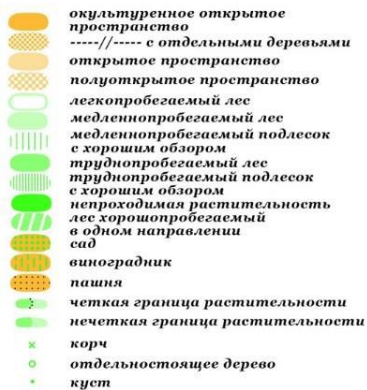 окультуренное открытое
пространство
-----//----- с отдельными деревьями
открытое пространство
полуоткрытое пространство
легкопробегаемый лес
медленнопробегаемый лес
медленнопробегаемый подлесок
с хорошим обзором
труднопробегаемый лес
труднопробегаемый подлесок
с хорошим обзором
непроходимая растительность
лес хорошопробегаемый
в одном направлении
сад
виноградник
пашня
четкая граница растительности
нечеткая граница растительности
корч
отдельностоящее дерево
куст